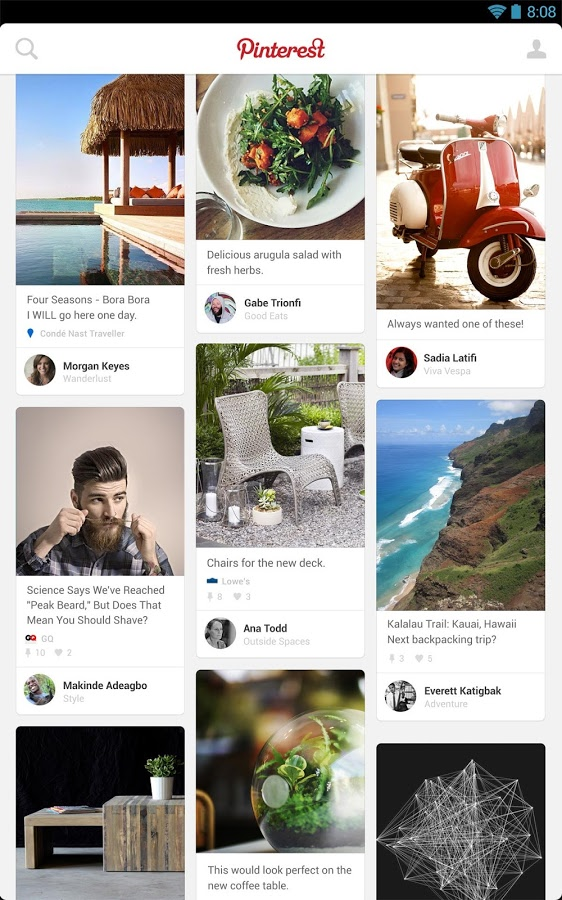 8:08
Pinterest
Four Seasons - Bora Bora
I WILL go here one day.
Condé Nast Traveller
Morgan Keyes
Wanderlust
Science Says We've Reached
"Peak Beard," But Does That
Mean You Should Shave?
GQ GQ
10 2
Makinde Adeagbo
Style
Delicious arugula salad with
fresh herbs.
Gabe Trionfi
Good Eats
Chairs for the new deck.
Lowe's
8 3
Ana Todd
Outside Spaces
This would look perfect on the
new coffee table.
Always wanted one of these!
Sadia Latifi
Viva Vespa
Kalalau Trail: Kauai, Hawaii
Next backpacking trip?
3 5
Everett Katigbak
Adventure